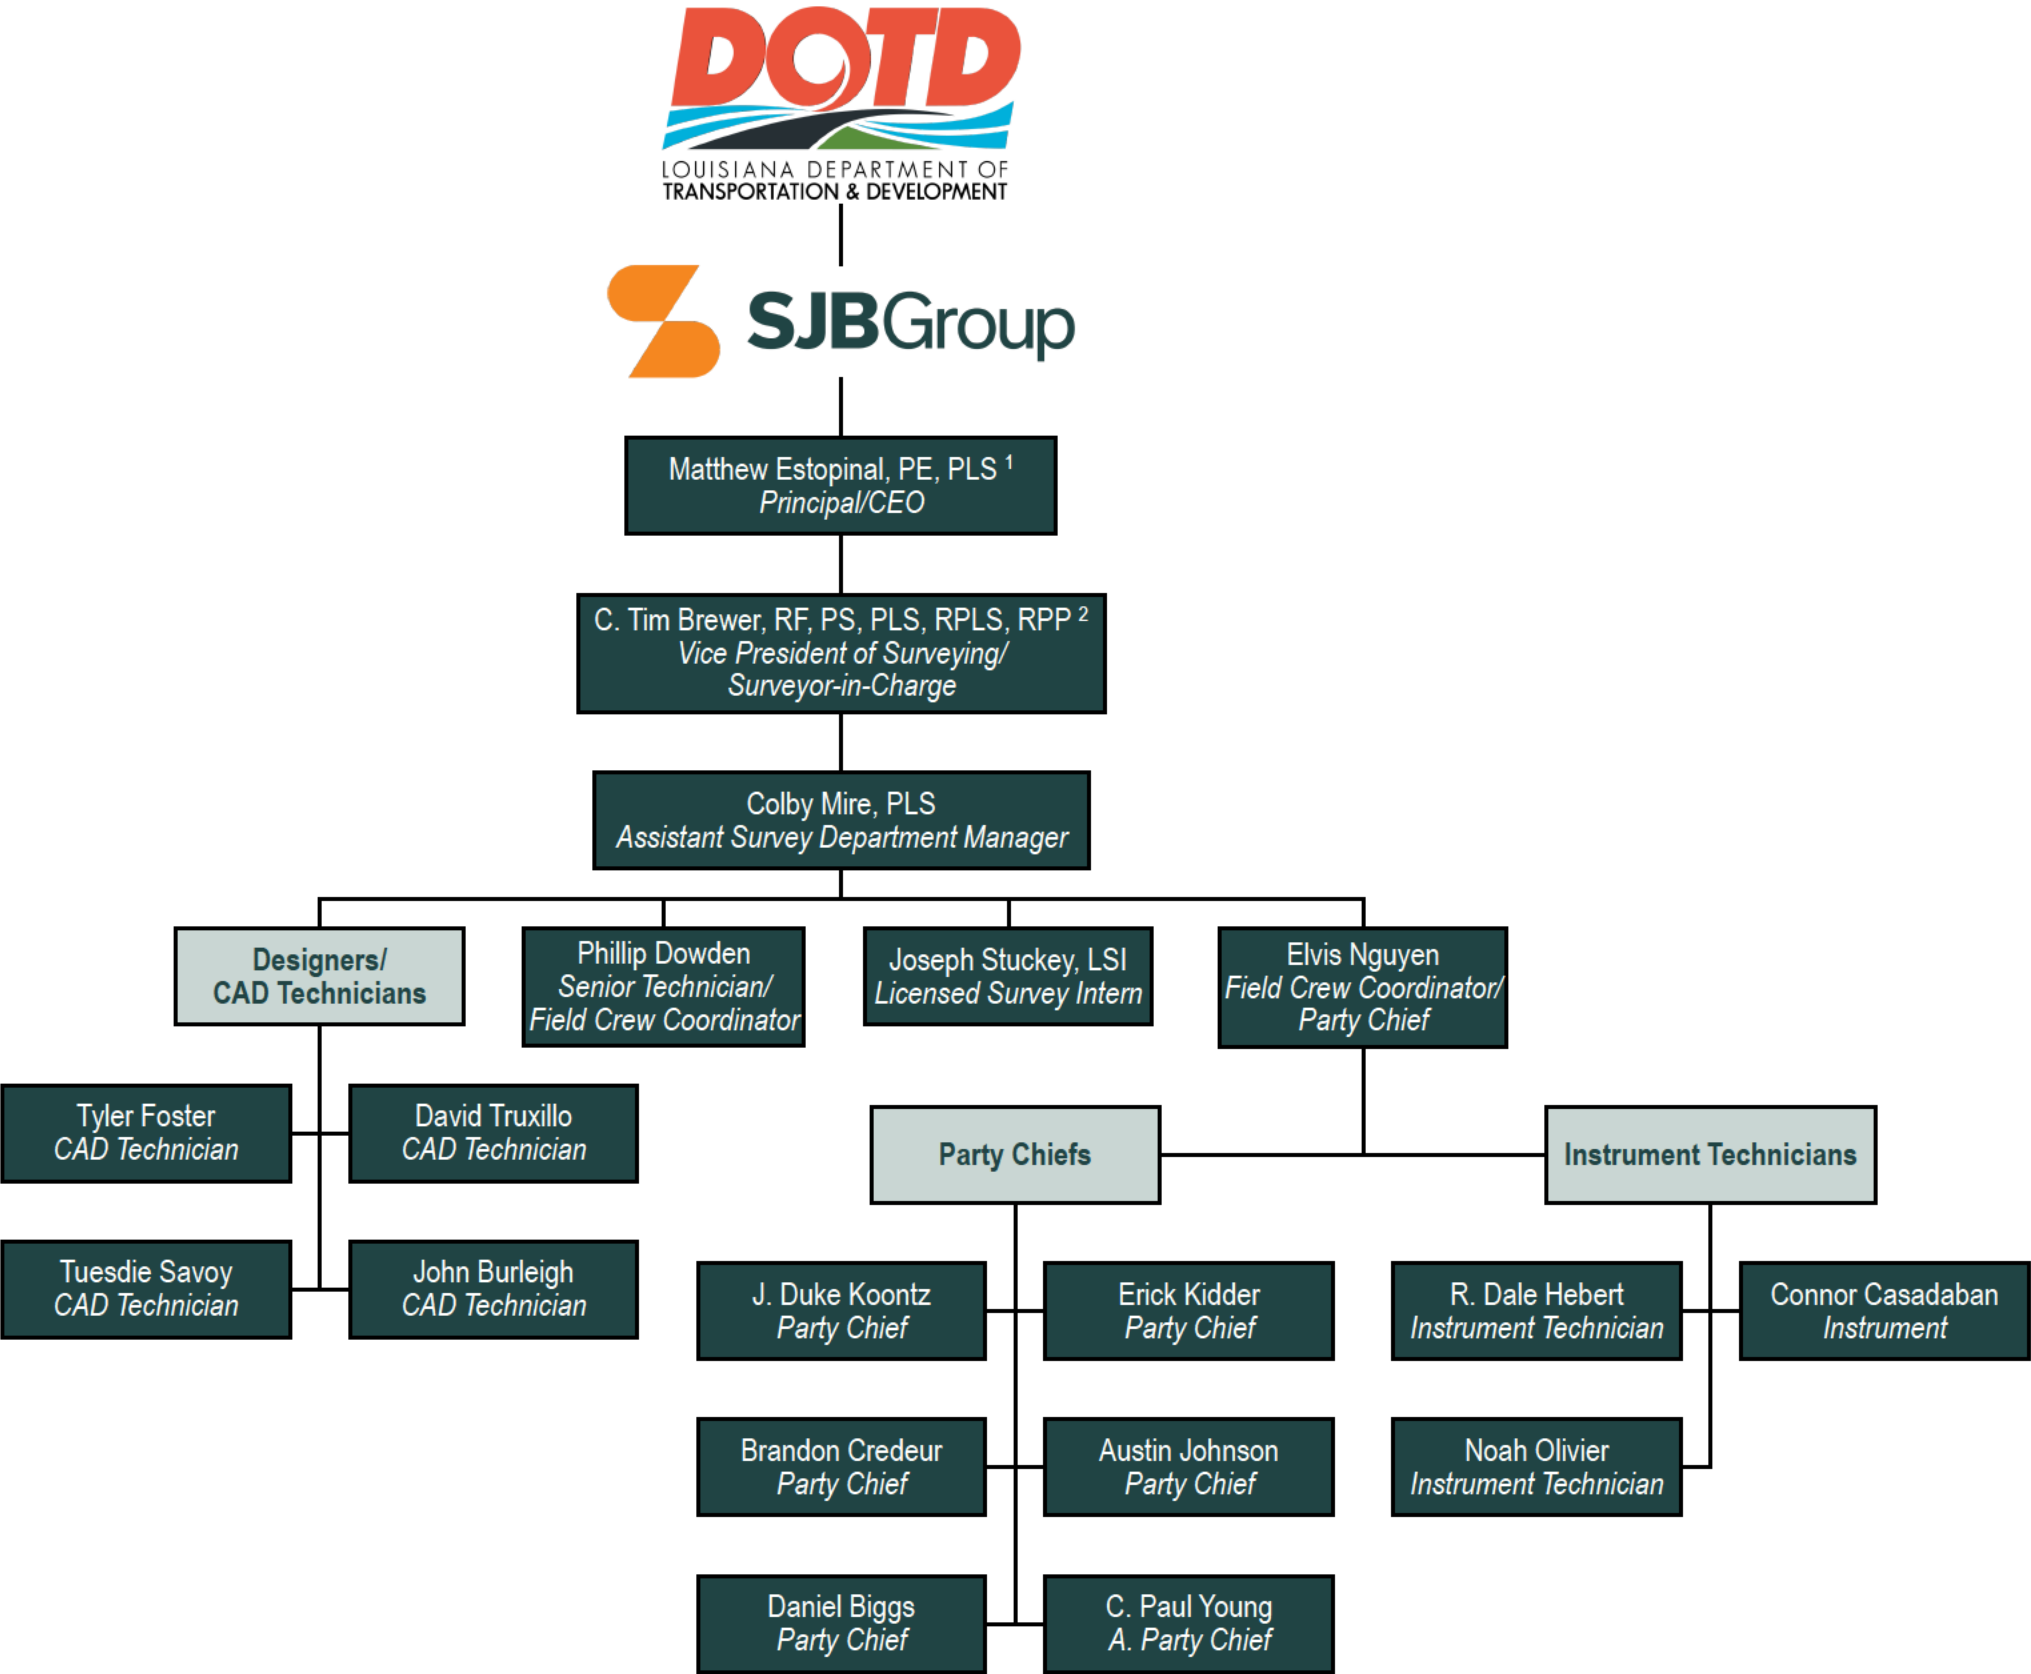 DOTD
LOUISIANA DEPARTMENT OF
TRANSPORTATION & DEVELOPMENT
SJBGroup
Matthew Estopinal, PE, PLS 1
Principal/CEO
C. Tim Brewer, RF, PS, PLS, RPLS, RPP 2
Vice President of Surveying/
Surveyor-in-Charge
Colby Mire, PLS
Assistant Survey Department Manager
Designers/
CAD Technicians
Phillip Dowden
Senior Technician/
Field Crew Coordinator
Joseph Stuckey, LSI
Licensed Survey Intern
Elvis Nguyen
Field Crew Coordinator/
Party Chief
Tyler Foster
CAD Technician
David Truxillo
CAD Technician
Tuesdie Savoy
CAD Technician
John Burleigh
CAD Technician
Party Chiefs
Instrument Technicians
J. Duke Koontz
Party Chief
Erick Kidder
Party Chief
R. Dale Hebert
Instrument Technician
Connor Casadaban
Instrument
Brandon Credeur
Party Chief
Austin Johnson
Party Chief
Noah Olivier
Instrument Technician
Daniel Biggs
Party Chief
C. Paul Young
A. Party Chief